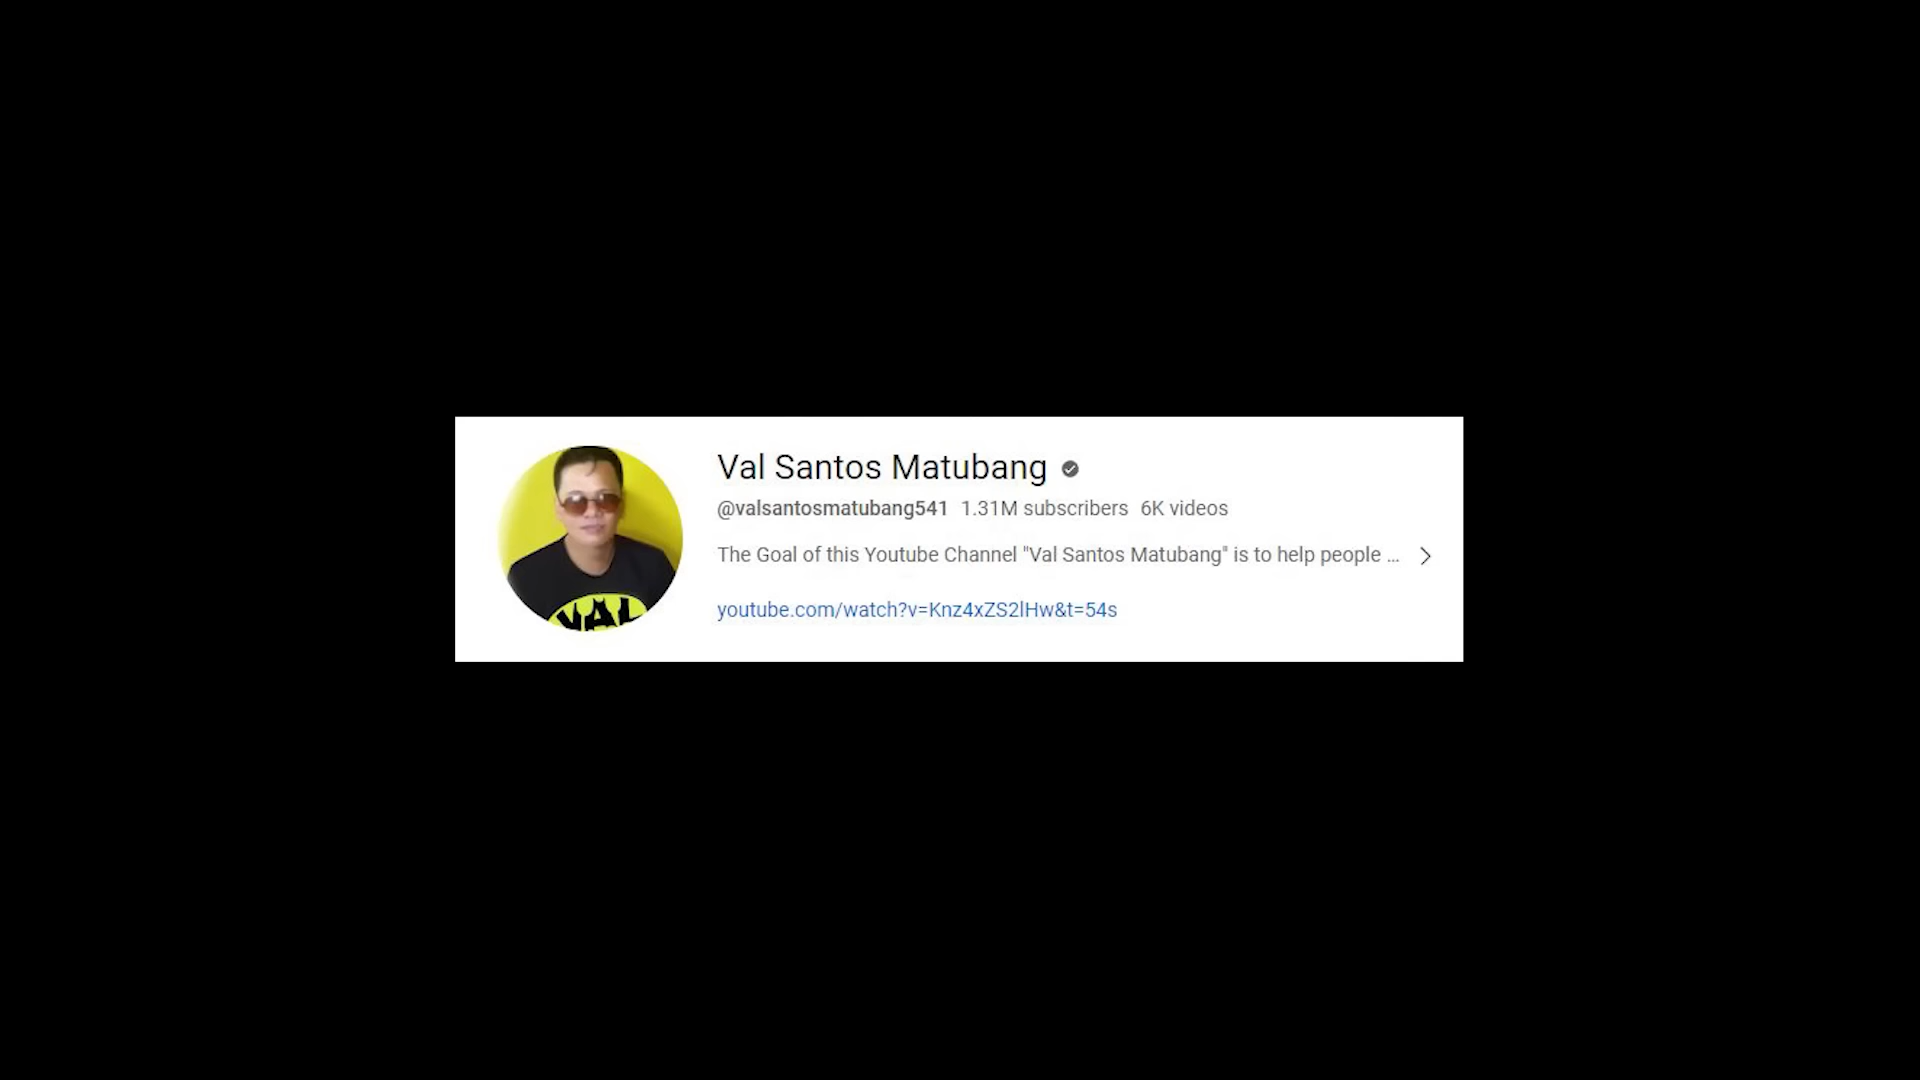 Val Santos Matubang
@valsantosmatubang541 1.31M subscribers 6K videos
The Goal of this Youtube Channel "Val Santos Matubang" is to help people ...
youtube.com/watch?v=Knz4xZS2lHw&t=54s
VAL